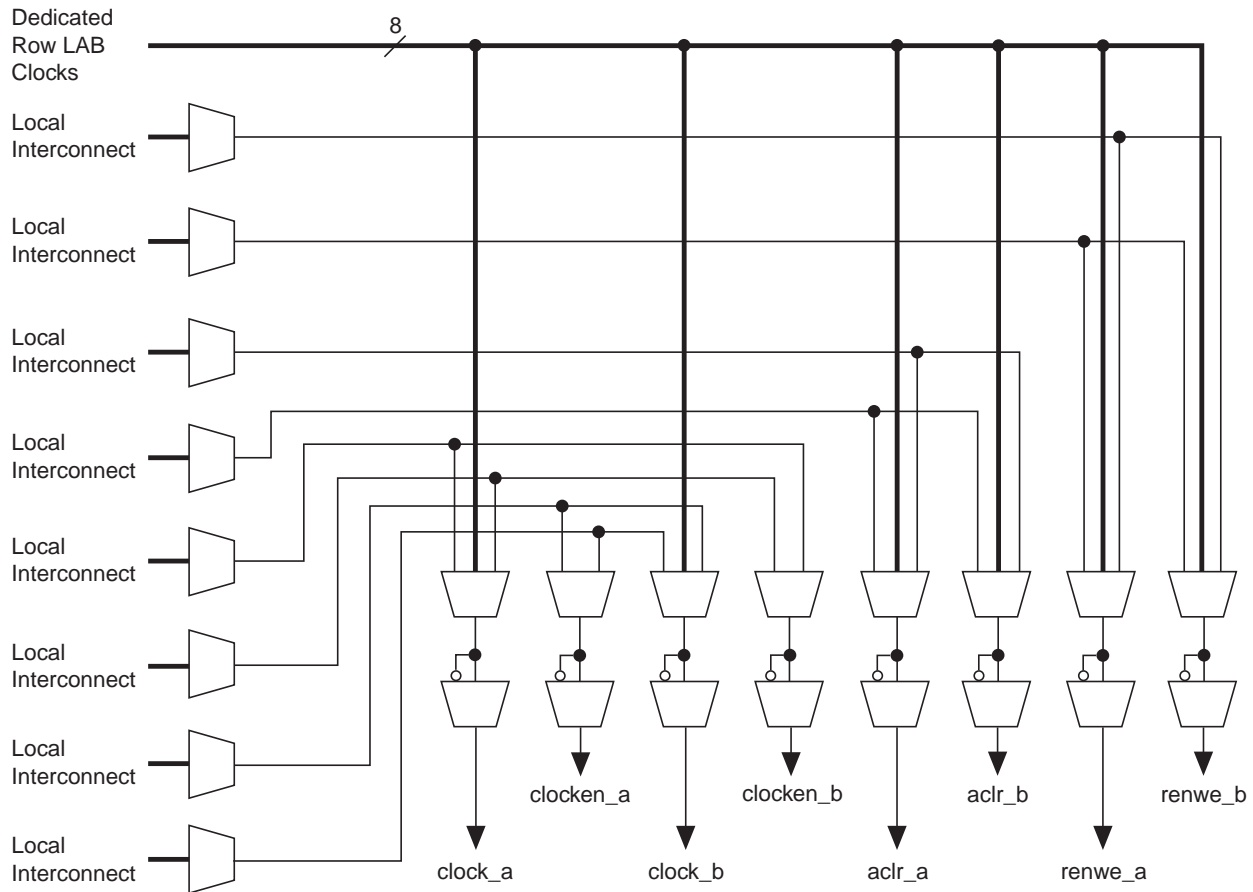 Dedicated
Row LAB
Clocks
8
Local
Interconnect
Local
Interconnect
Local
Interconnect
Local
Interconnect
Local
Interconnect
Local
Interconnect
Local
Interconnect
Local
Interconnect
clocken_a
clocken_b
aclr_b
renwe_b
clock_a
clock_b
aclr_a
renwe_a